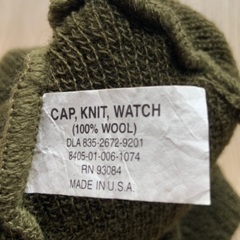 CAP, KNIT, WATCH
(100% WOOL)
DLA 835-2672-9201
8405-01-006-1074
RN 93084
MADE IN U.S.A.